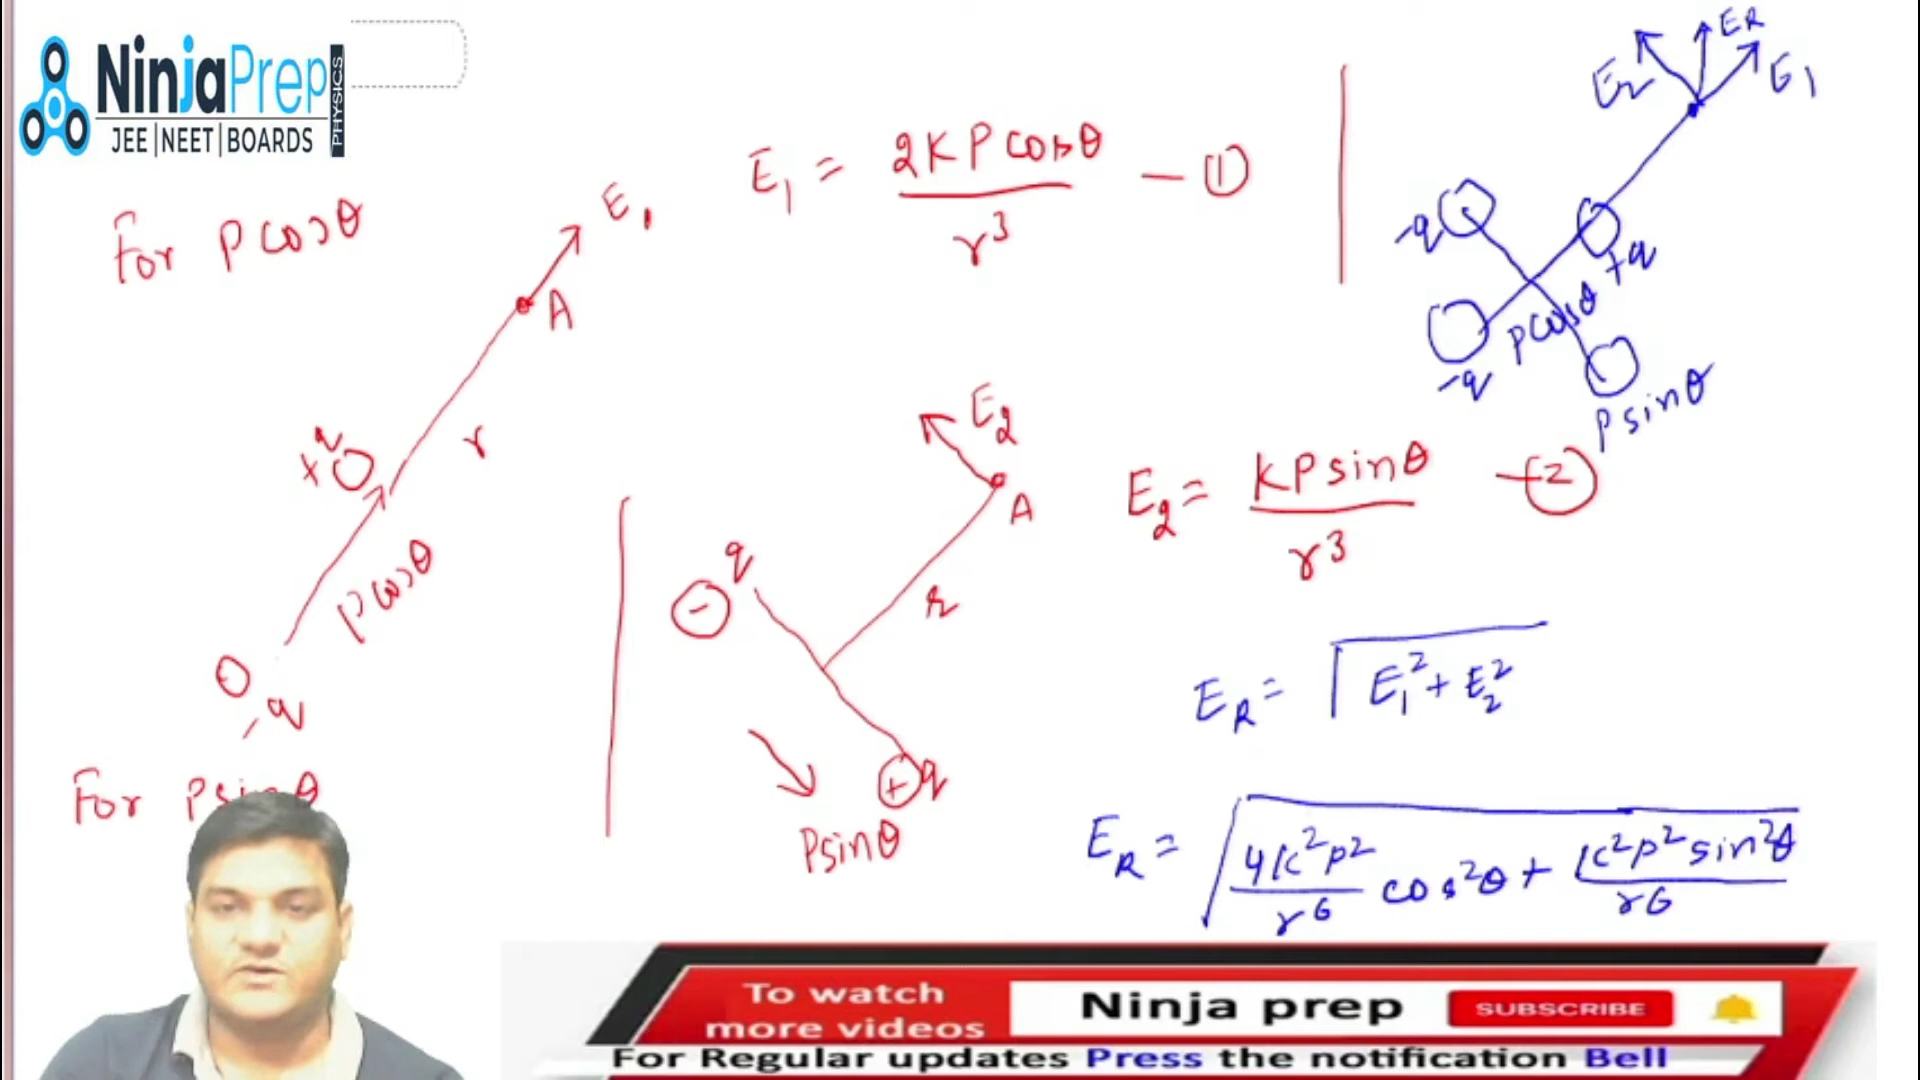 NinjaPrep
PHYSICS
JEE|NEET|BOARDS
For P cosθ
E₁
A
r
+q
P cosθ
-q
E₁ = 2KP cosθ / r³ — ①
E₂
E_R
E₁
-q
+q
P cosθ
-q
P sinθ
For P sinθ
E₂
A
r
q
−
+ q
P sinθ
E₂ = KP sinθ / r³ — ②
E_R = √(E₁² + E₂²)
E_R = √(4K²P²/r⁶ cos²θ + K²P² sin²θ/r⁶)
To watch
more videos
Ninja prep
SUBSCRIBE
For Regular updates Press the notification Bell